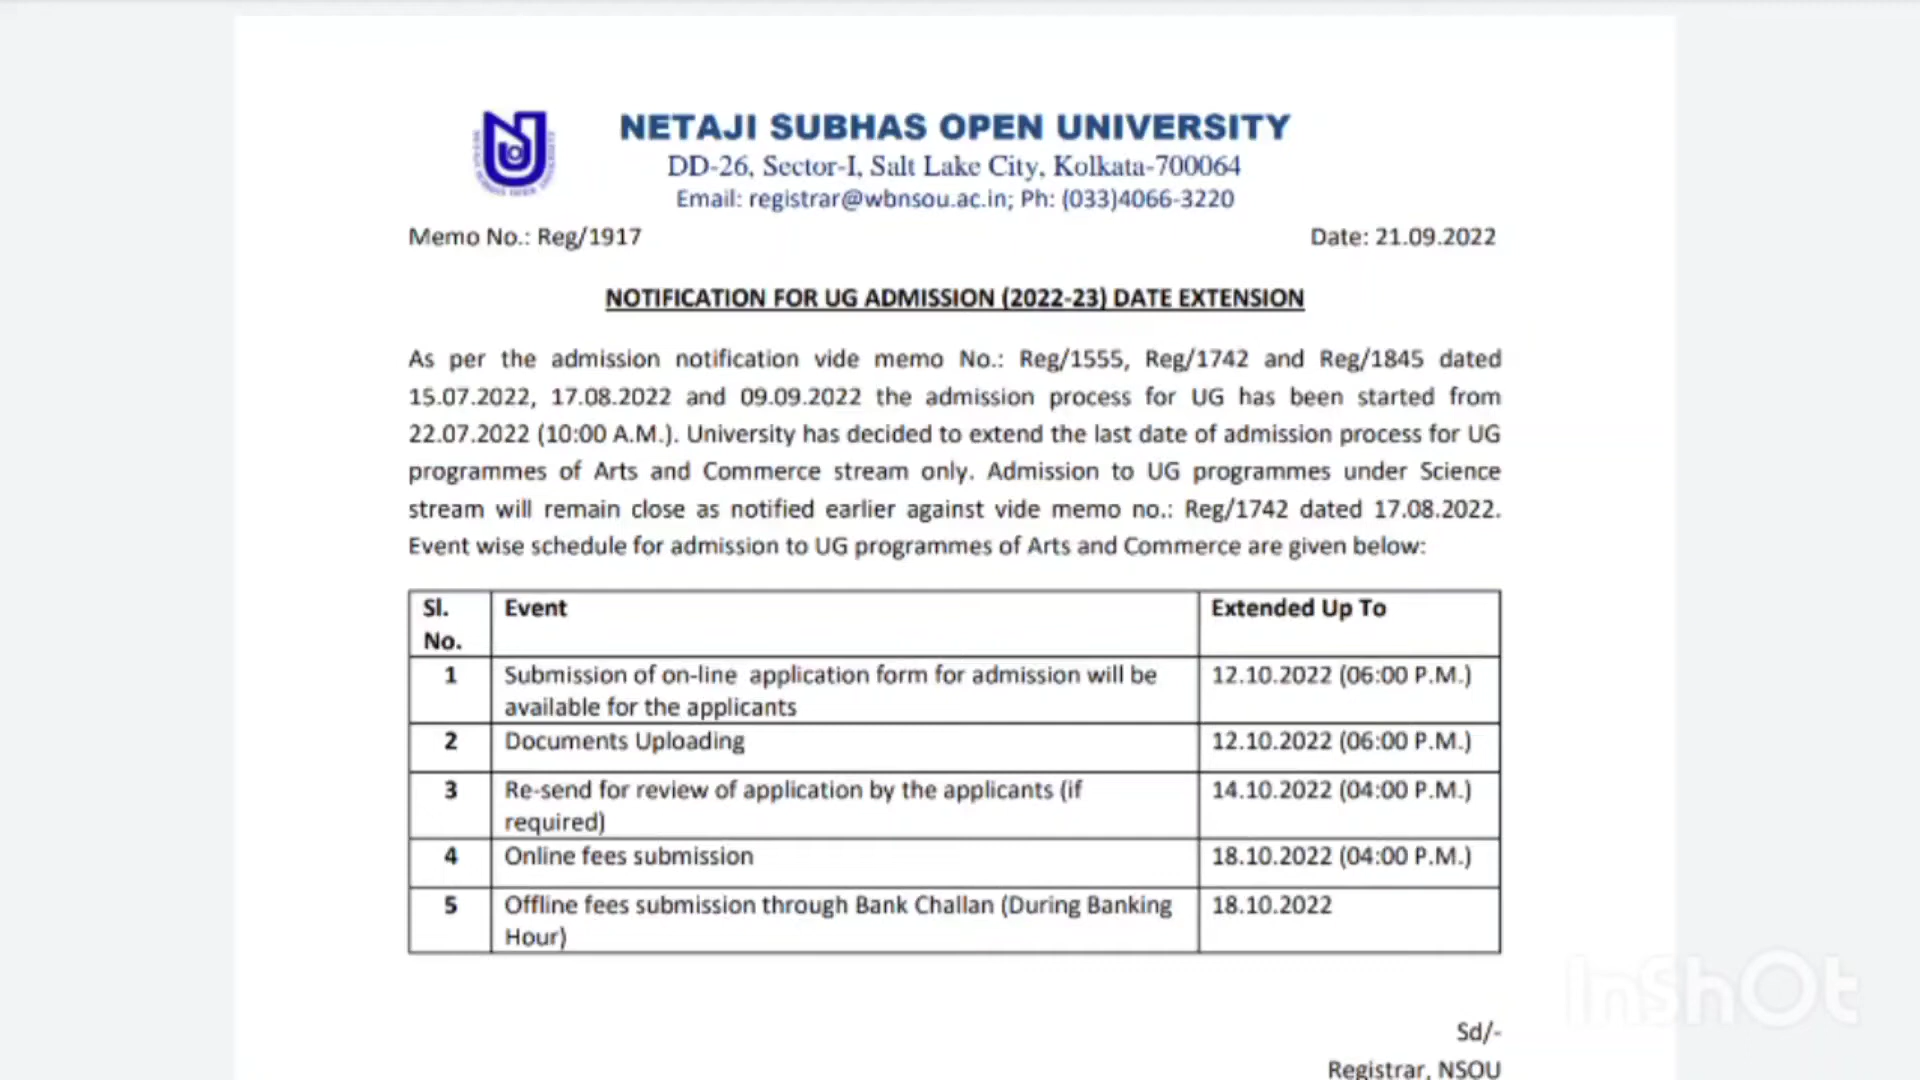 NETAJI SUBHAS OPEN UNIVERSITY
DD-26, Sector-I, Salt Lake City, Kolkata-700064
Email: registrar@wbnsou.ac.in; Ph: (033)4066-3220
Memo No.: Reg/1917 Date: 21.09.2022
NOTIFICATION FOR UG ADMISSION (2022-23) DATE EXTENSION
As per the admission notification vide memo No.: Reg/1555, Reg/1742 and Reg/1845 dated
15.07.2022, 17.08.2022 and 09.09.2022 the admission process for UG has been started from
22.07.2022 (10:00 A.M.). University has decided to extend the last date of admission process for UG
programmes of Arts and Commerce stream only. Admission to UG programmes under Science
stream will remain close as notified earlier against vide memo no.: Reg/1742 dated 17.08.2022.
Event wise schedule for admission to UG programmes of Arts and Commerce are given below:
Sl. Event Extended Up To
No.
1 Submission of on-line application form for admission will be 12.10.2022 (06:00 P.M.)
available for the applicants
2 Documents Uploading 12.10.2022 (06:00 P.M.)
3 Re-send for review of application by the applicants (if 14.10.2022 (04:00 P.M.)
required)
4 Online fees submission 18.10.2022 (04:00 P.M.)
5 Offline fees submission through Bank Challan (During Banking 18.10.2022
Hour)
Sd/-
Registrar, NSOU
InShOt